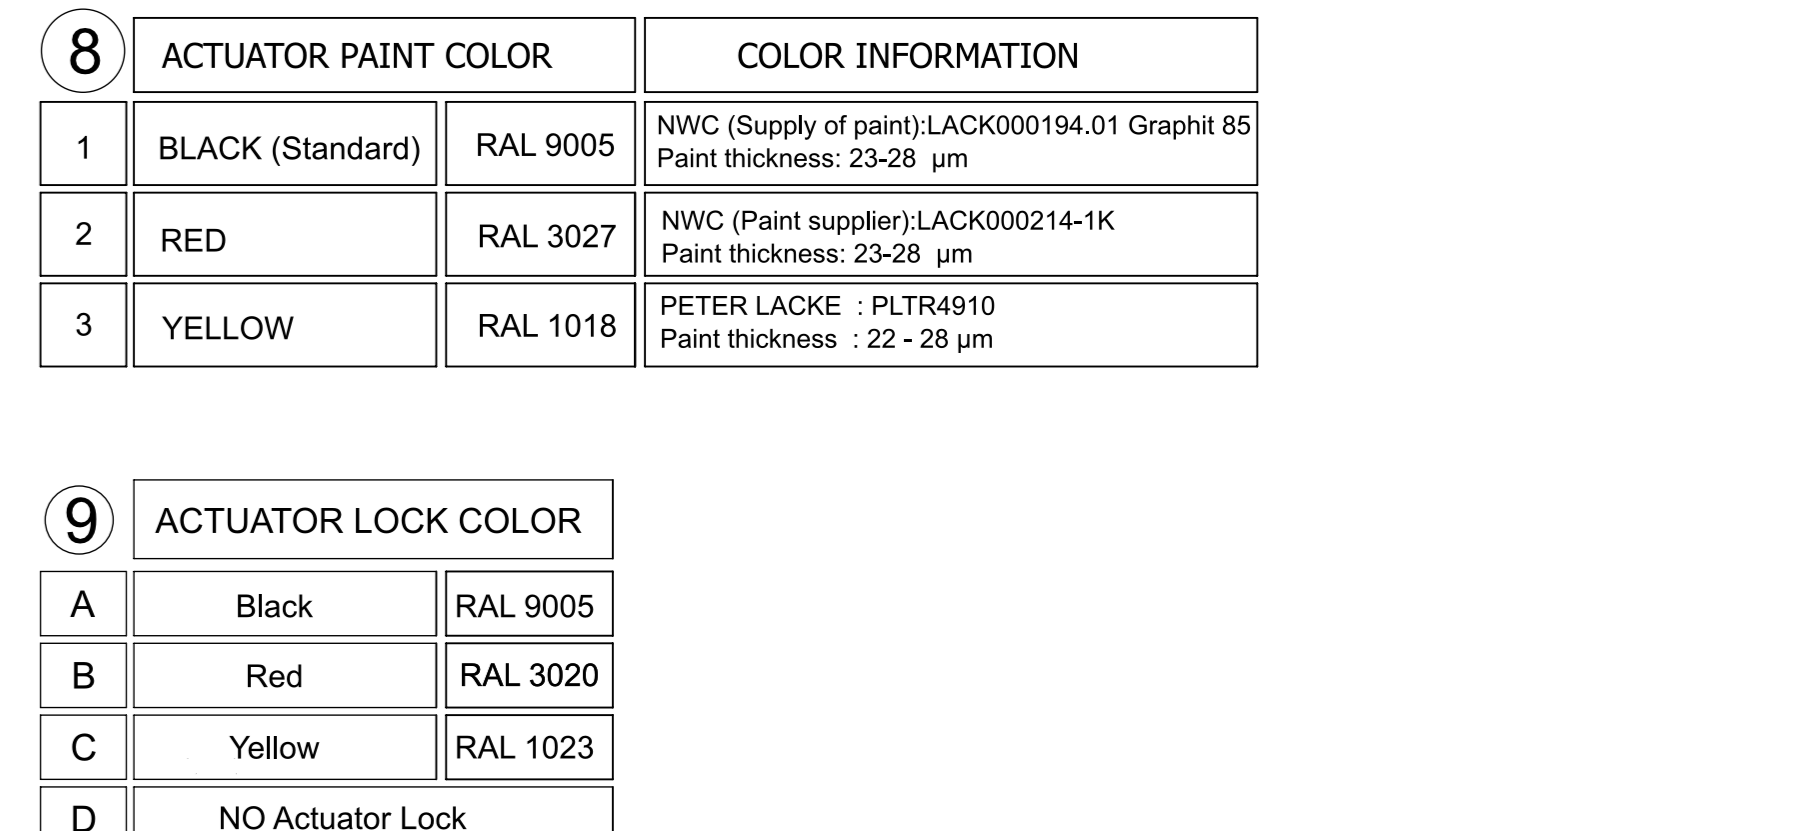 8 ACTUATOR PAINT COLOR COLOR INFORMATION
1 BLACK (Standard) RAL 9005 NWC (Supply of paint):LACK000194.01 Graphit 85
Paint thickness: 23-28 µm
2 RED RAL 3027 NWC (Paint supplier):LACK000214-1K
Paint thickness: 23-28 µm
3 YELLOW RAL 1018 PETER LACKE : PLTR4910
Paint thickness : 22 - 28 µm
9 ACTUATOR LOCK COLOR
A Black RAL 9005
B Red RAL 3020
C Yellow RAL 1023
D NO Actuator Lock